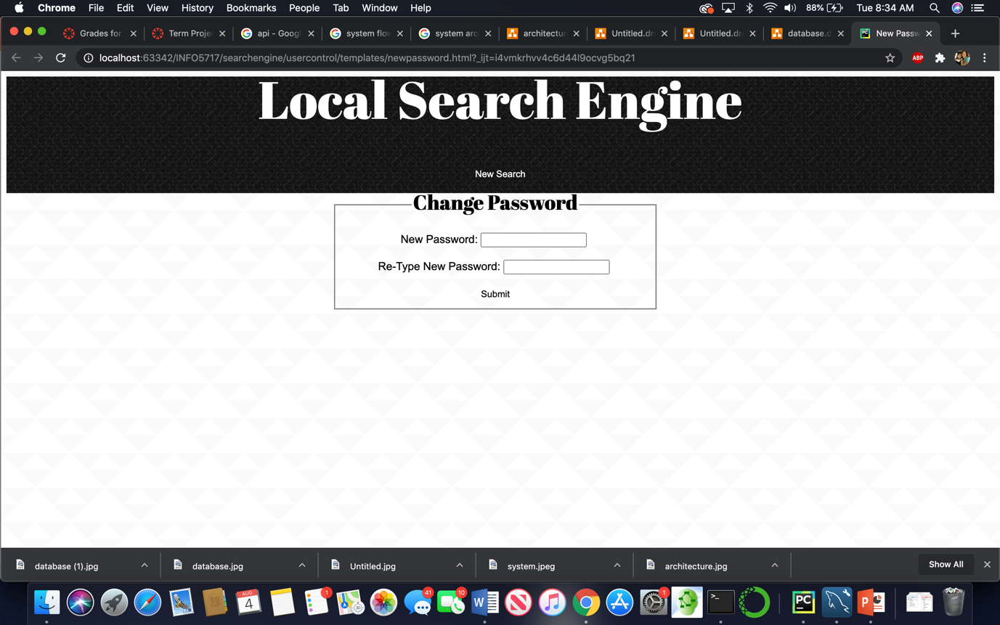 Chrome File Edit View History Bookmarks People Tab Window Help 88% Tue 8:34 AM
Grades for Term Projec api - Googl system flow system arc architectur Untitled.dr Untitled.dr database.d New Passw
localhost:63342/INFO5717/searchengine/usercontrol/templates/newpassword.html?_ijt=i4vmkrhvv4c6d44l9ocvg5bq21 ABP
Local Search Engine
New Search
Change Password
New Password:
Re-Type New Password:
Submit
database (1).jpg database.jpg Untitled.jpg system.jpeg architecture.jpg Show All
AUG 4 1 41 10 W 1 >_ PC P